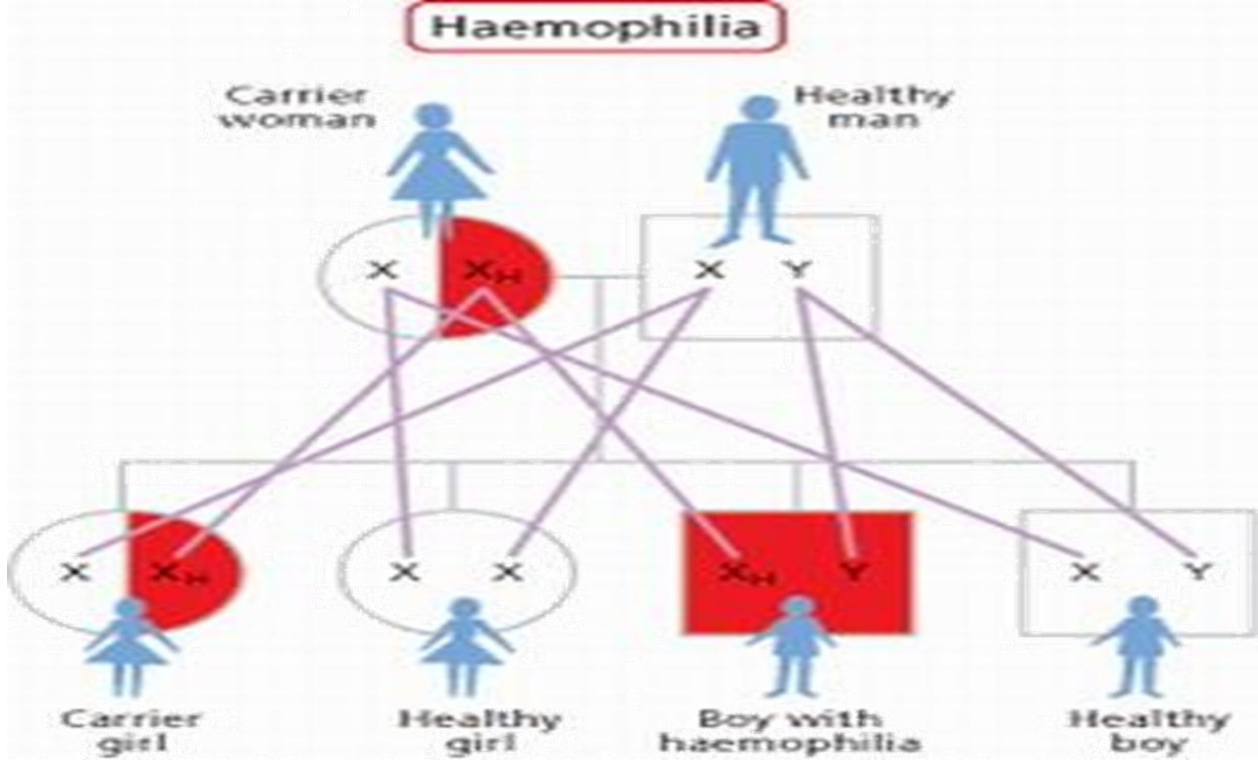 Haemophilia
Carrier
woman
Healthy
man
X XH X Y
X XH X X XH Y X Y
Carrier
girl
Healthy
girl
Boy with
haemophilia
Healthy
boy